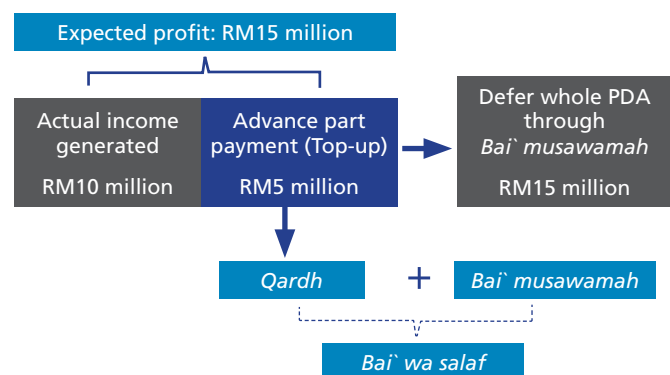 Expected profit: RM15 million
Actual income
generated
RM10 million
Advance part
payment (Top-up)
RM5 million
Defer whole PDA
through
Bai` musawamah
RM15 million
Qardh
+
Bai` musawamah
Bai` wa salaf